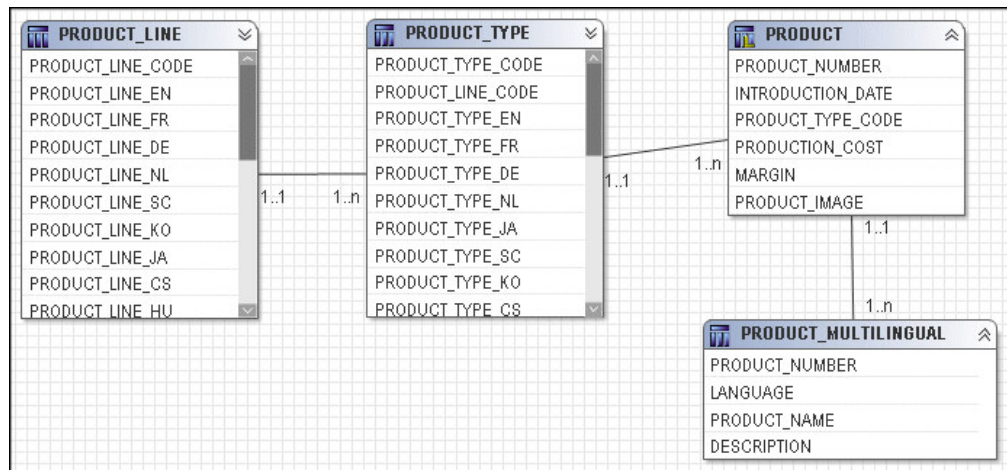 PRODUCT_LINE
PRODUCT_LINE_CODE
PRODUCT_LINE_EN
PRODUCT_LINE_FR
PRODUCT_LINE_DE
PRODUCT_LINE_NL
PRODUCT_LINE_SC
PRODUCT_LINE_KO
PRODUCT_LINE_JA
PRODUCT_LINE_CS
PRODUCT_LINE_HU
1..1
1..n
PRODUCT_TYPE
PRODUCT_TYPE_CODE
PRODUCT_LINE_CODE
PRODUCT_TYPE_EN
PRODUCT_TYPE_FR
PRODUCT_TYPE_DE
PRODUCT_TYPE_NL
PRODUCT_TYPE_JA
PRODUCT_TYPE_SC
PRODUCT_TYPE_KO
PRODUCT_TYPE_CS
1..1
1..n
PRODUCT
PRODUCT_NUMBER
INTRODUCTION_DATE
PRODUCT_TYPE_CODE
PRODUCTION_COST
MARGIN
PRODUCT_IMAGE
1..1
1..n
PRODUCT_MULTILINGUAL
PRODUCT_NUMBER
LANGUAGE
PRODUCT_NAME
DESCRIPTION